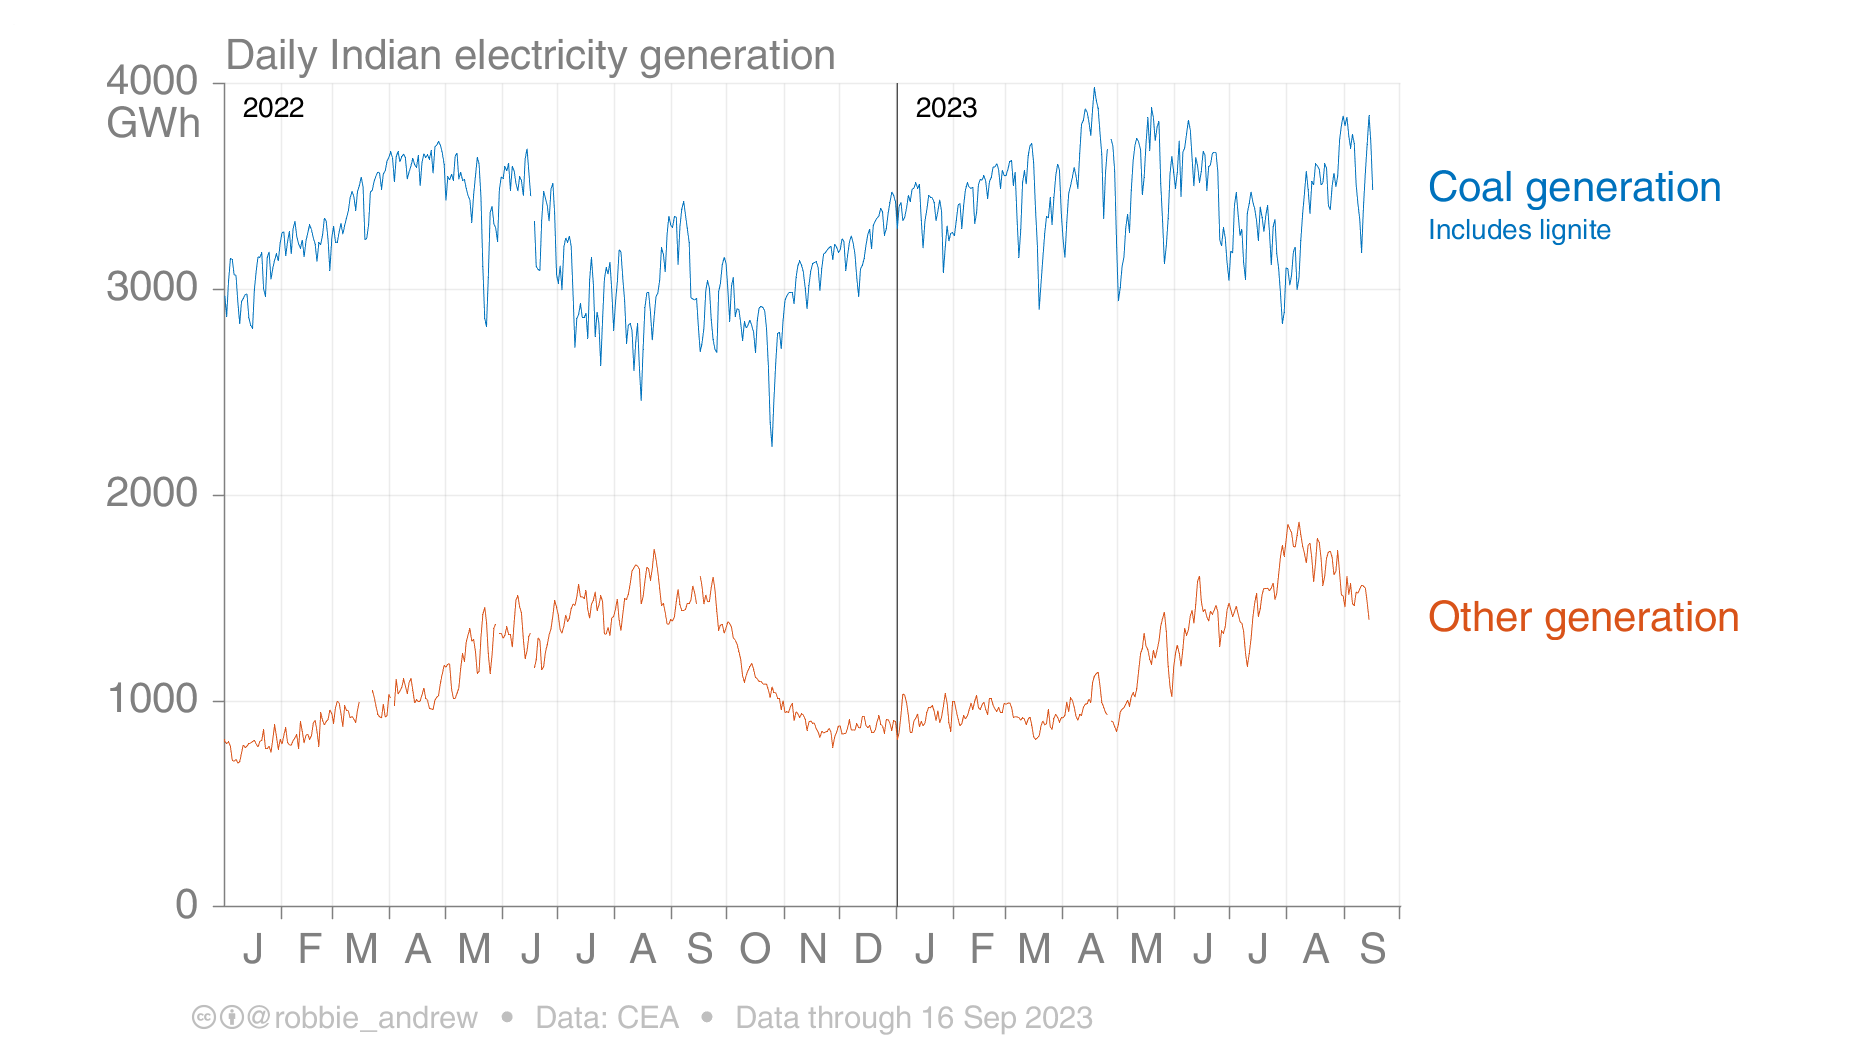 Daily Indian electricity generation
4000
GWh
2022
2023
3000
2000
1000
0
Coal generation
Includes lignite
Other generation
J F M A M J J A S O N D J F M A M J J A S
cc @robbie_andrew • Data: CEA • Data through 16 Sep 2023